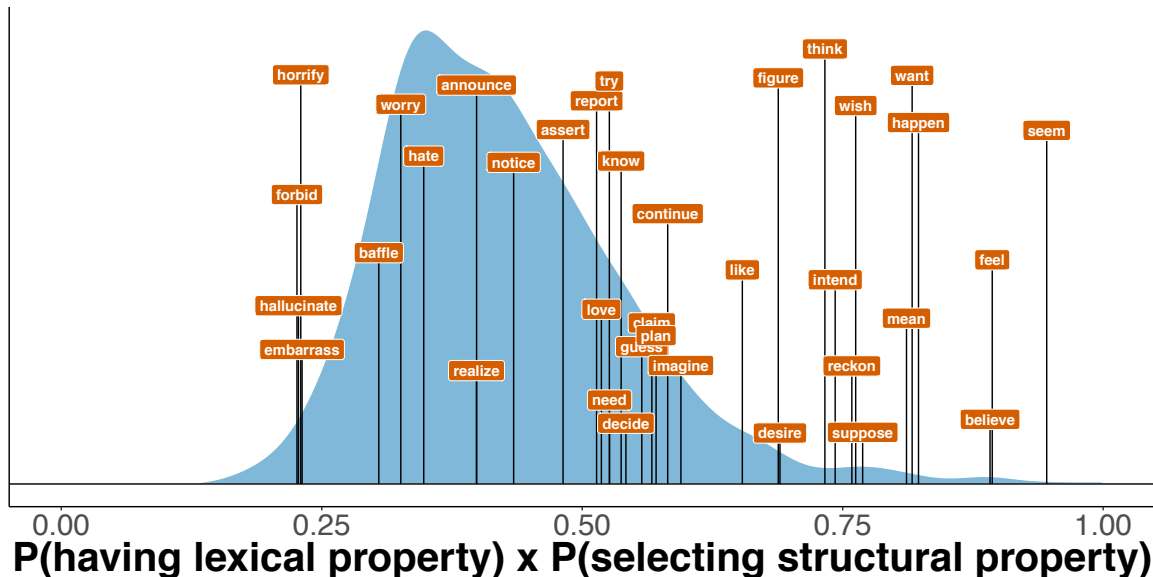 think
horrify
want
figure
try
announce
report
worry
wish
happen
assert
seem
hate
notice
know
forbid
continue
baffle
feel
like
intend
hallucinate
love
mean
claim
plan
guess
embarrass
imagine
reckon
realize
need
believe
decide
desire
suppose
0.00 0.25 0.50 0.75 1.00
P(having lexical property) x P(selecting structural property)